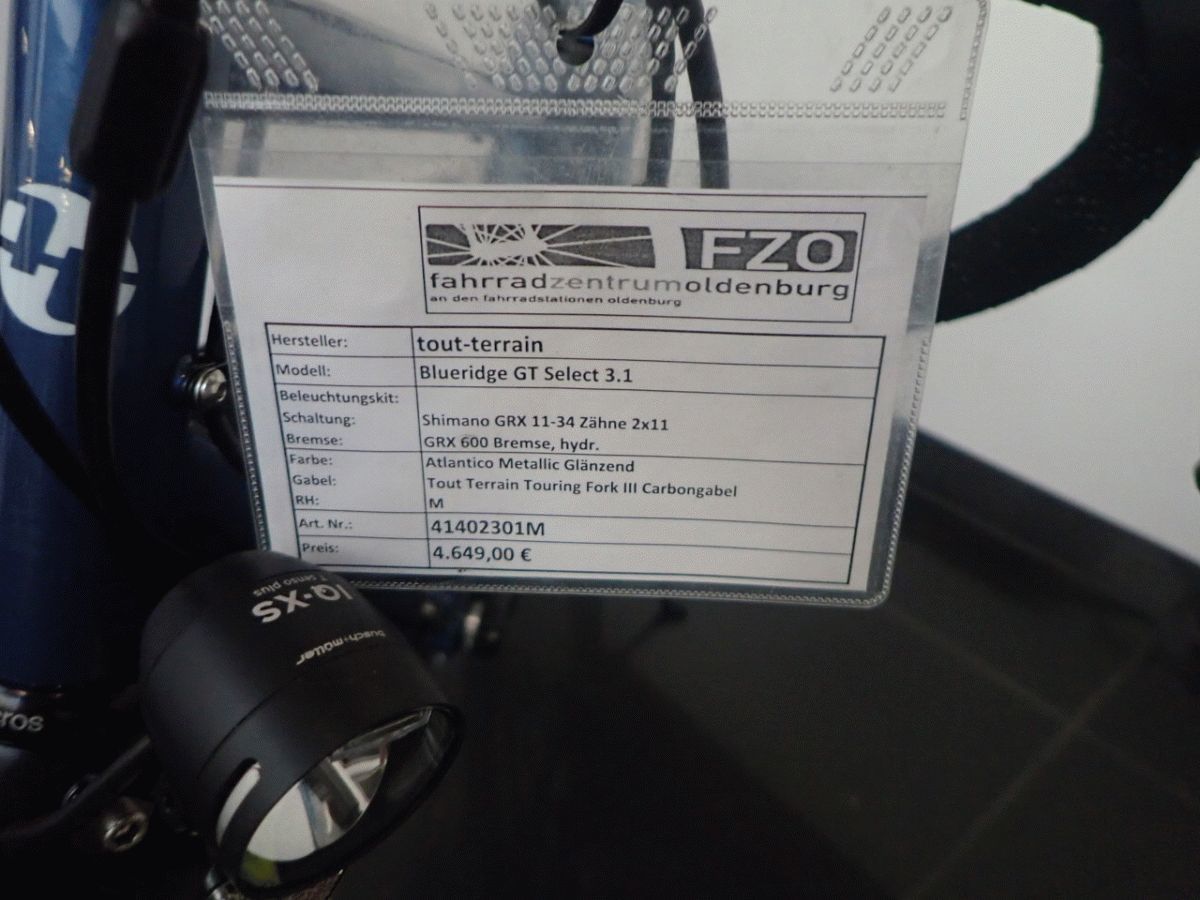 FZO
fahrradzentrumoldenburg
an den fahrradstationen oldenburg
Hersteller: tout-terrain
Modell: Blueridge GT Select 3.1
Beleuchtungskit:
Schaltung: Shimano GRX 11-34 Zähne 2x11
Bremse: GRX 600 Bremse, hydr.
Farbe: Atlantico Metallic Glänzend
Gabel: Tout Terrain Touring Fork III Carbongabel
RH: M
Art. Nr.: 41402301M
Preis: 4.649,00 €
IQ-XS
T senso plus
busch+müller